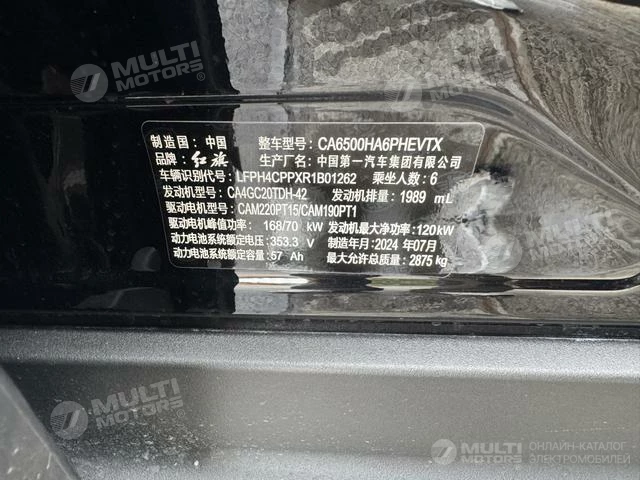 MULTI
MOTORS®
制造国：中国 整车型号：CA6500HA6PHEVTX
品牌：红旗 生产厂名：中国第一汽车集团有限公司
车辆识别代号：LFPH4CPPXR1B01262 乘坐人数：6
发动机型号：CA4GC20TDH-42 发动机排量：1989 mL
驱动电机型号：CAM220PT15/CAM190PT1
驱动电机峰值功率：168/70 kW 发动机最大净功率：120kW
动力电池系统额定电压：353.3 V 制造年月：2024 年07月
动力电池系统额定容量：57 Ah 最大允许总质量：2875 kg
MULTI
MOTORS®
MULTI
MOTORS®
MULTI
MOTORS
ОНЛАЙН-КАТАЛОГ
ЭЛЕКТРОМОБИЛЕЙ